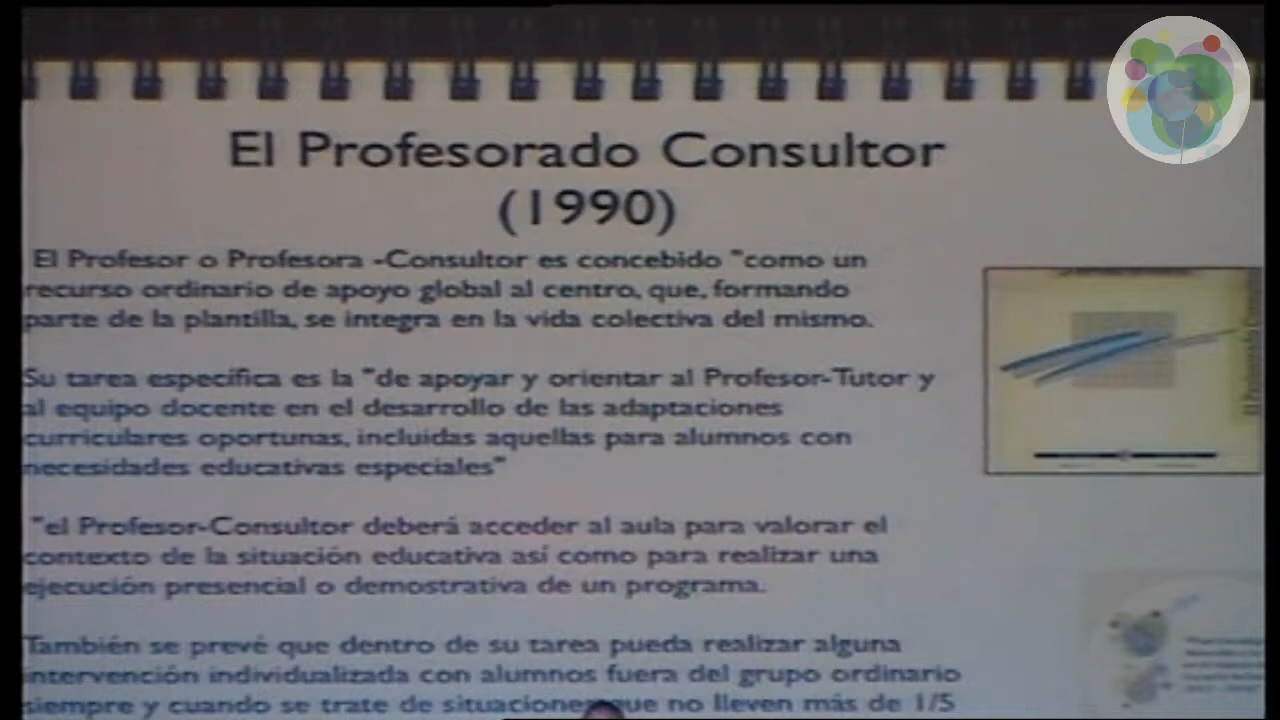 El Profesorado Consultor
(1990)
El Profesor o Profesora -Consultor es concebido "como un
recurso ordinario de apoyo global al centro, que, formando
parte de la plantilla, se integra en la vida colectiva del mismo.
Su tarea específica es la "de apoyar y orientar al Profesor-Tutor y
al equipo docente en el desarrollo de las adaptaciones
curriculares oportunas, incluidas aquellas para alumnos con
necesidades educativas especiales"
"el Profesor-Consultor deberá acceder al aula para valorar el
contexto de la situación educativa así como para realizar una
ejecución presencial o demostrativa de un programa.
También se prevé que dentro de su tarea pueda realizar alguna
intervención individualizada con alumnos fuera del grupo ordinario
siempre y cuando se trate de situaciones que no lleven más de 1/5